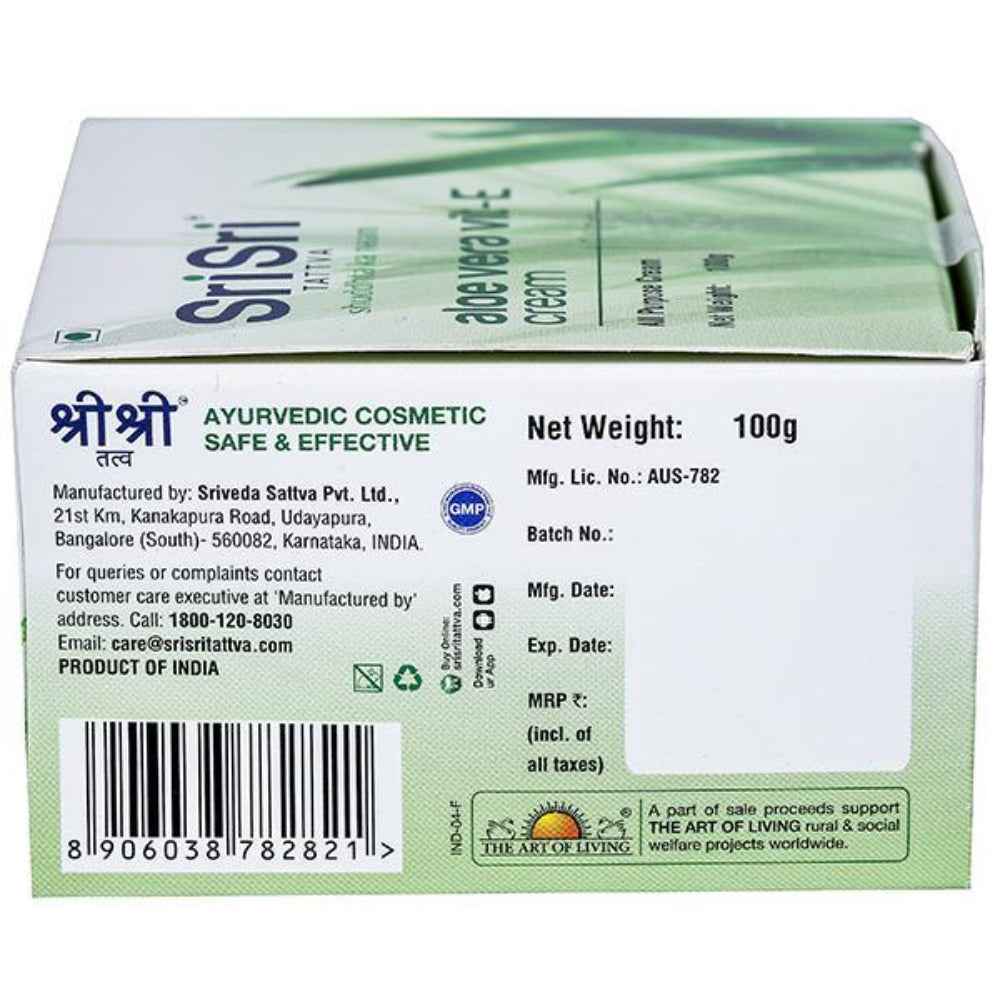 SriSri
TATTVA
shuddhta ka naam
aloe vera vit-E
cream
All Purpose Cream
Net Weight: 100g
श्री श्री™
तत्व
AYURVEDIC COSMETIC
SAFE & EFFECTIVE
Manufactured by: Sriveda Sattva Pvt. Ltd.,
21st Km, Kanakapura Road, Udayapura,
Bangalore (South)- 560082, Karnataka, INDIA.
GMP
For queries or complaints contact
customer care executive at 'Manufactured by'
address. Call: 1800-120-8030
Email: care@srisritattva.com
PRODUCT OF INDIA
Buy Online:
srisritattva.com
Download
ur App
8 906038 782821 >
Net Weight: 100g
Mfg. Lic. No.: AUS-782
Batch No.:
Mfg. Date:
Exp. Date:
MRP ₹:
(incl. of
all taxes)
IND-04-F
THE ART OF LIVING®
A part of sale proceeds support
THE ART OF LIVING rural & social
welfare projects worldwide.